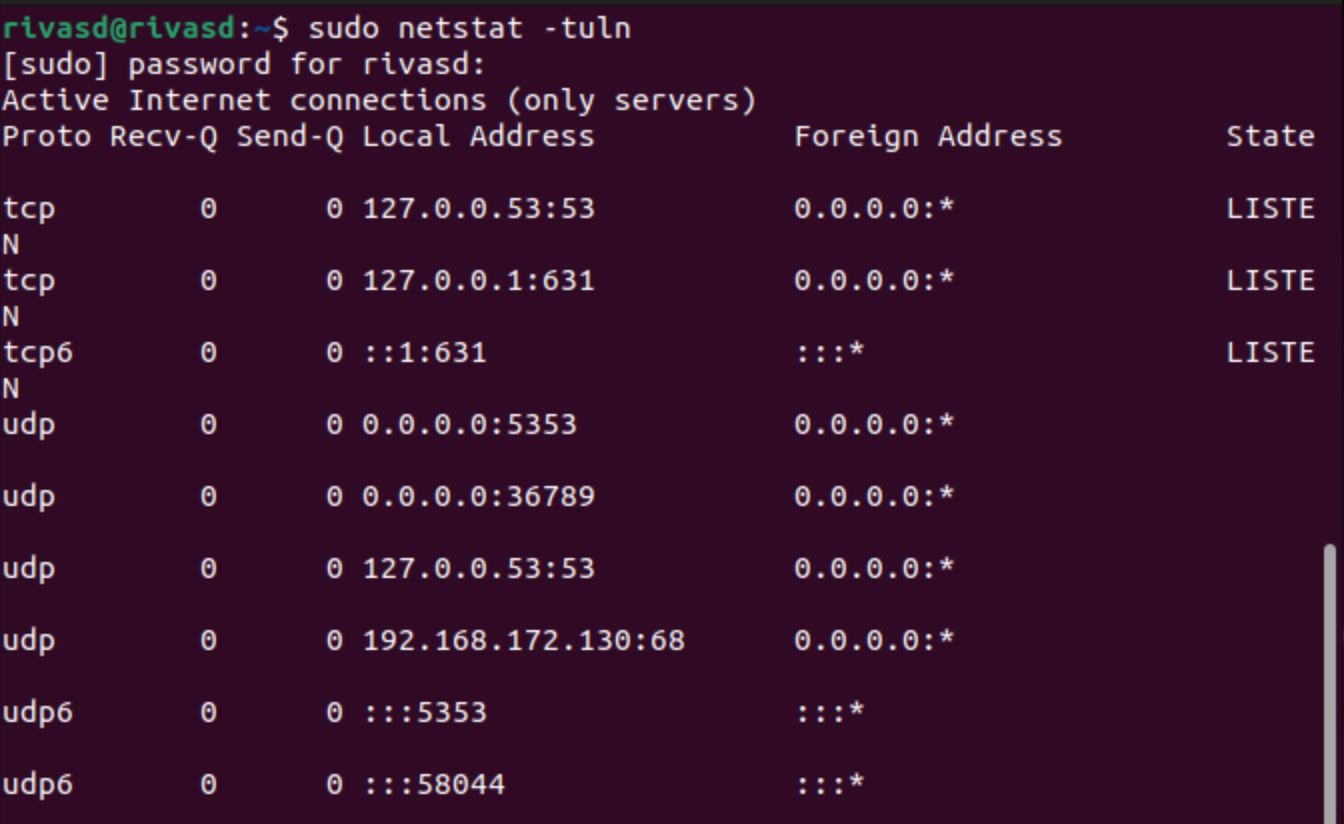 rivasd@rivasd:~$ sudo netstat -tuln
[sudo] password for rivasd:
Active Internet connections (only servers)
Proto Recv-Q Send-Q Local Address           Foreign Address         State
tcp        0      0 127.0.0.53:53           0.0.0.0:*               LISTE
N
tcp        0      0 127.0.0.1:631           0.0.0.0:*               LISTE
N
tcp6       0      0 ::1:631                 :::*                    LISTE
N
udp        0      0 0.0.0.0:5353            0.0.0.0:*
udp        0      0 0.0.0.0:36789           0.0.0.0:*
udp        0      0 127.0.0.53:53           0.0.0.0:*
udp        0      0 192.168.172.130:68      0.0.0.0:*
udp6       0      0 :::5353                 :::*
udp6       0      0 :::58044                :::*